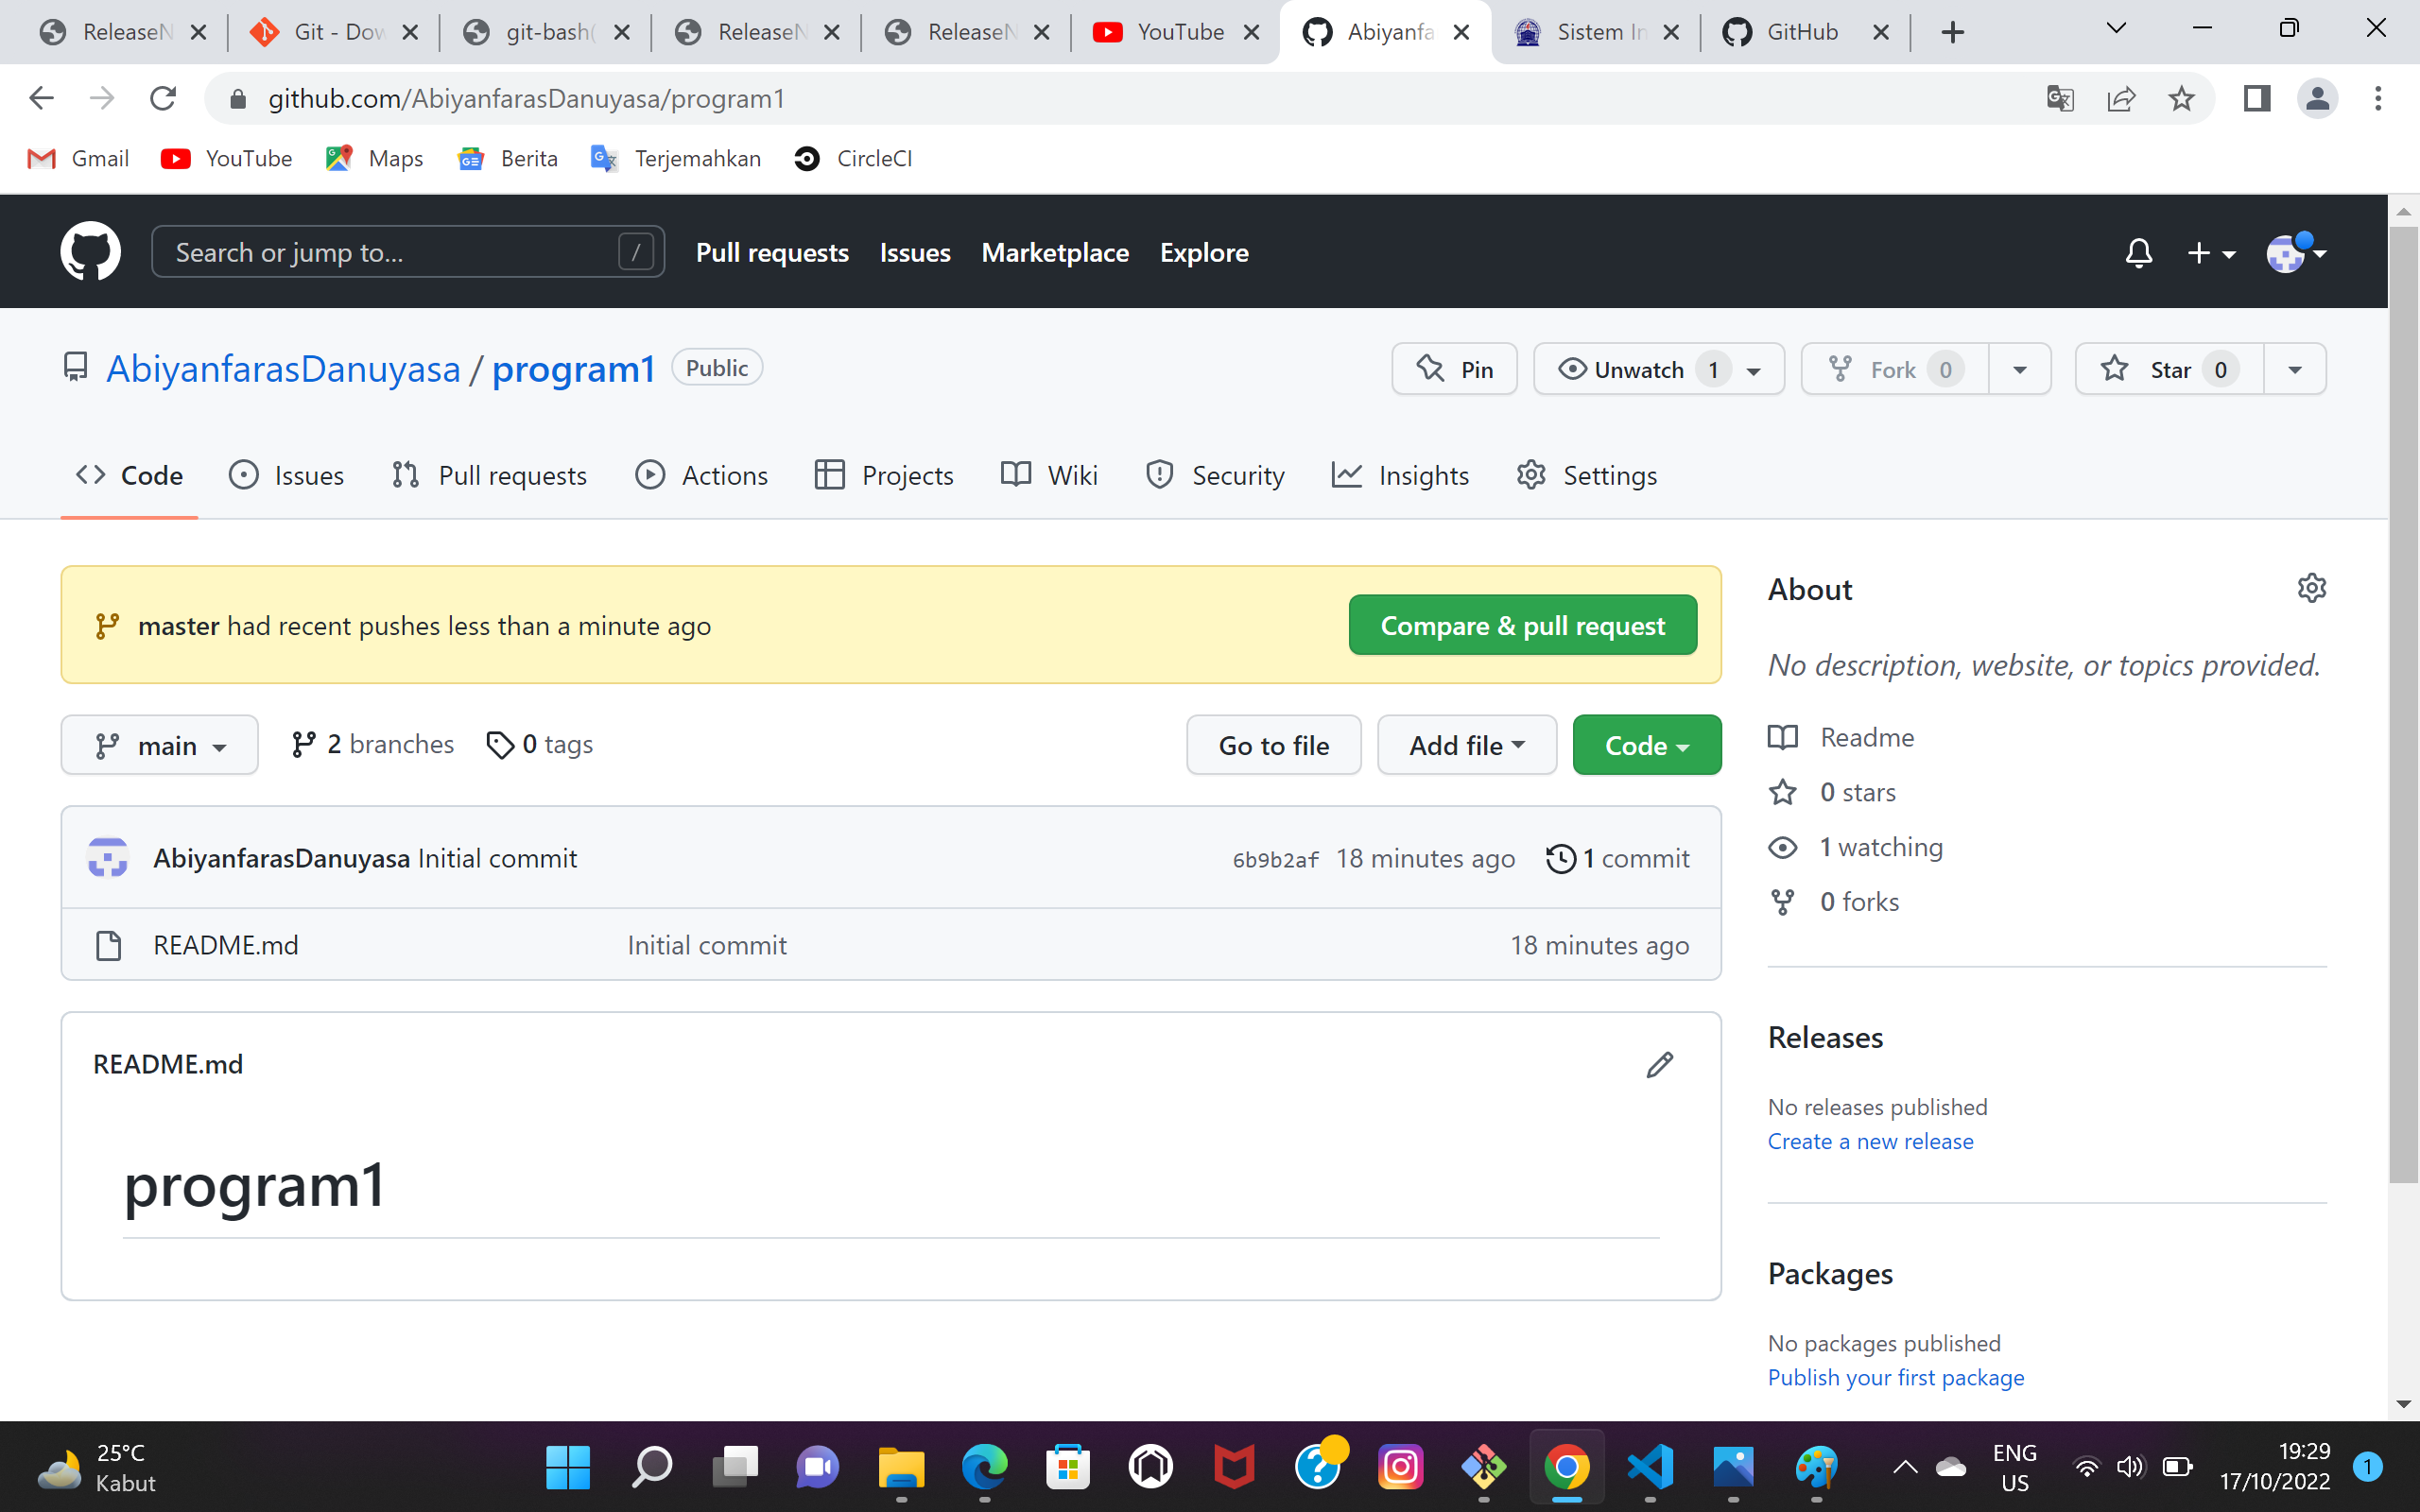 ReleaseN
Git - Dow
git-bash(
ReleaseN
ReleaseN
YouTube
Abiyanfa
Sistem In
GitHub
github.com/AbiyanfarasDanuyasa/program1
Gmail
YouTube
Maps
Berita
Terjemahkan
CircleCI
Search or jump to...
/
Pull requests
Issues
Marketplace
Explore
AbiyanfarasDanuyasa / program1
Public
Pin
Unwatch 1
Fork 0
Star 0
Code
Issues
Pull requests
Actions
Projects
Wiki
Security
Insights
Settings
master had recent pushes less than a minute ago
Compare & pull request
main
2 branches
0 tags
Go to file
Add file
Code
AbiyanfarasDanuyasa Initial commit
6b9b2af 18 minutes ago
1 commit
README.md
Initial commit
18 minutes ago
README.md
program1
About
No description, website, or topics provided.
Readme
0 stars
1 watching
0 forks
Releases
No releases published
Create a new release
Packages
No packages published
Publish your first package
25°C
Kabut
ENG
US
19:29
17/10/2022
1